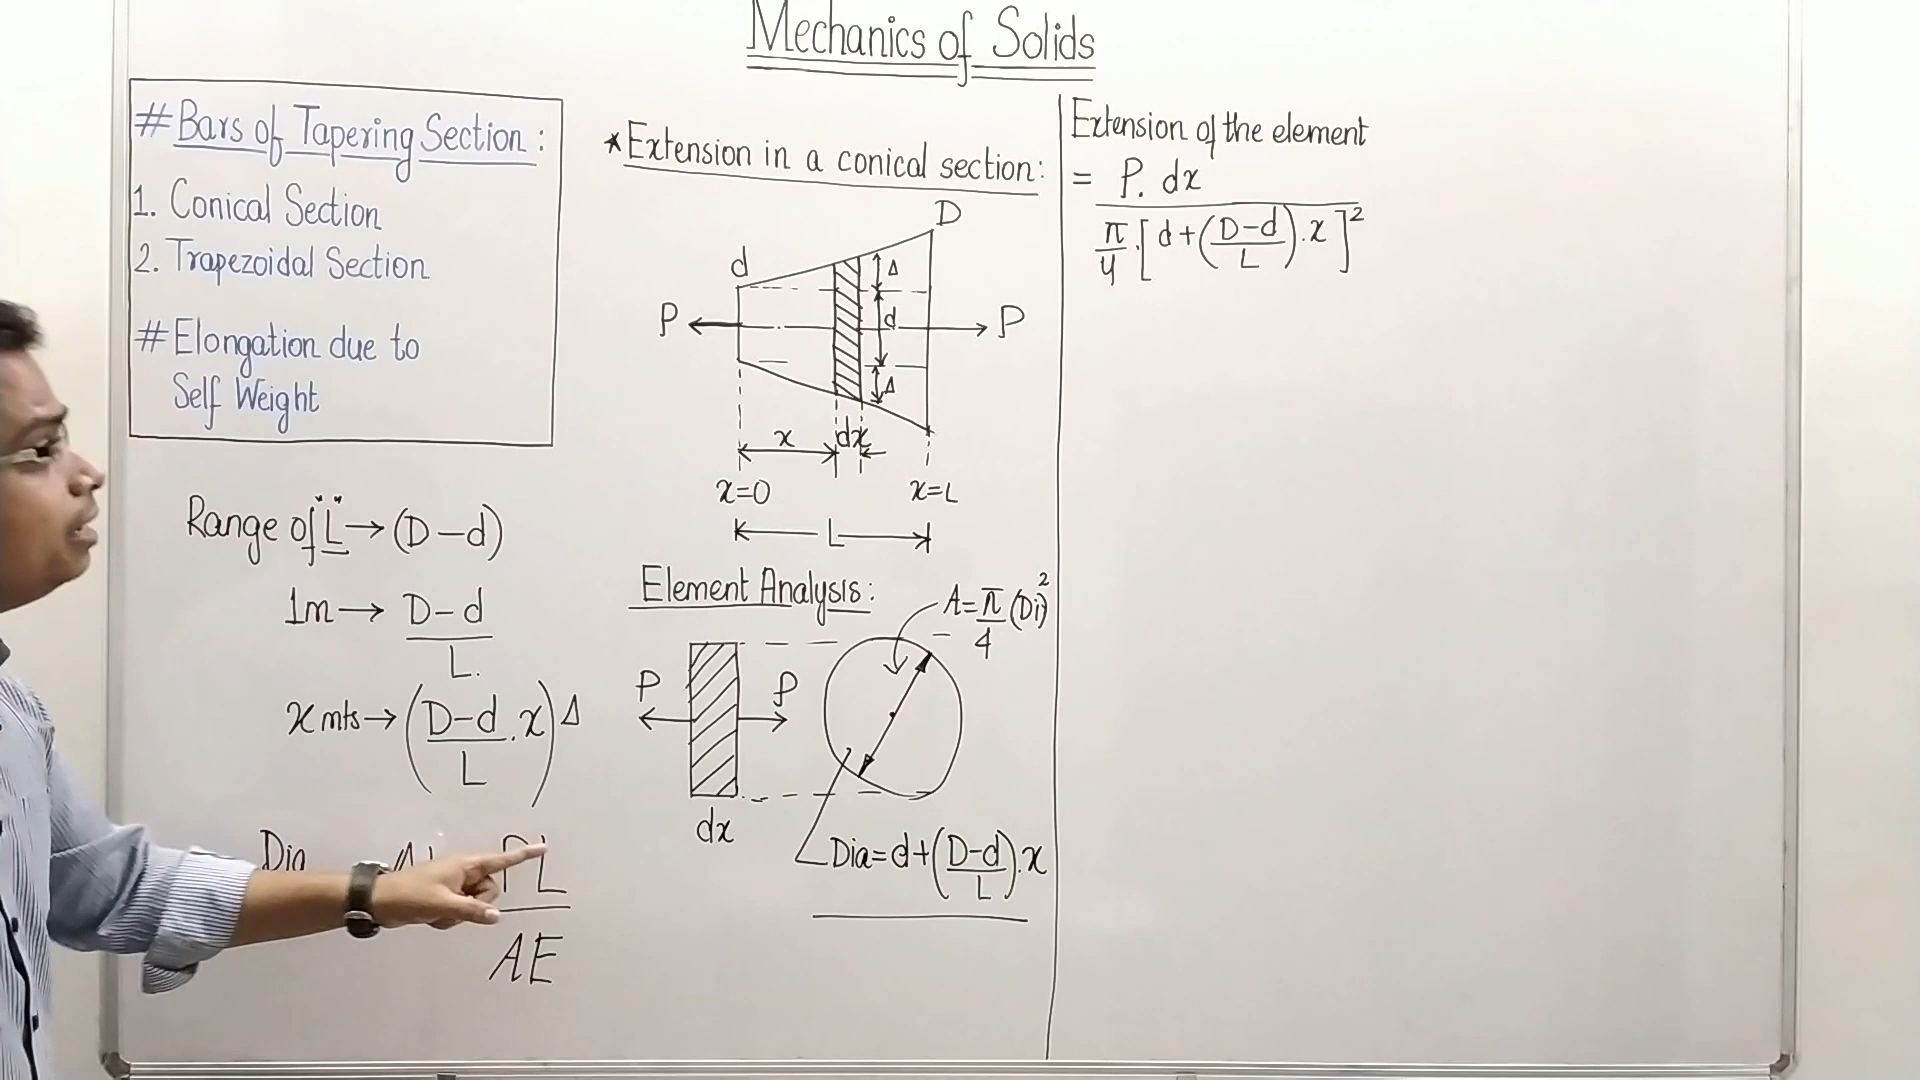 Mechanics of Solids
# Bars of Tapering Section :
1. Conical Section
2. Trapezoidal Section
# Elongation due to
Self Weight
Range of "L" → (D-d)
1m → D-d
L.
x mts → (D-d/L . x) Δ
Dia
PL
AE
* Extension in a conical section:
D
d
Δ
P
d
P
Δ
x
dx
x=0
x=L
L
Element Analysis:
A=π/4(Di)²
P
P
dx
Dia=d+(D-d/L).x
Extension of the element
= P. dx
π/4.[d+(D-d/L).x]²